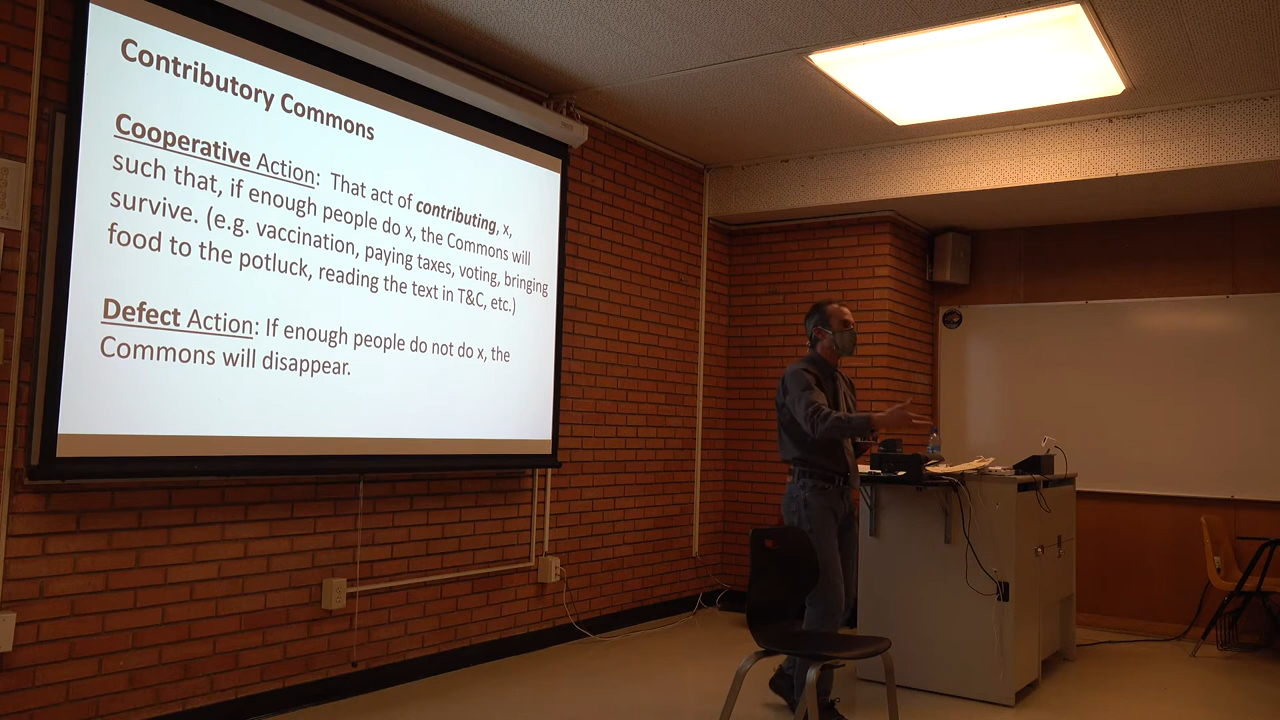 Contributory Commons
Cooperative Action: That act of contributing, x,
such that, if enough people do x, the Commons will
survive. (e.g. vaccination, paying taxes, voting, bringing
food to the potluck, reading the text in T&C, etc.)
Defect Action: If enough people do not do x, the
Commons will disappear.